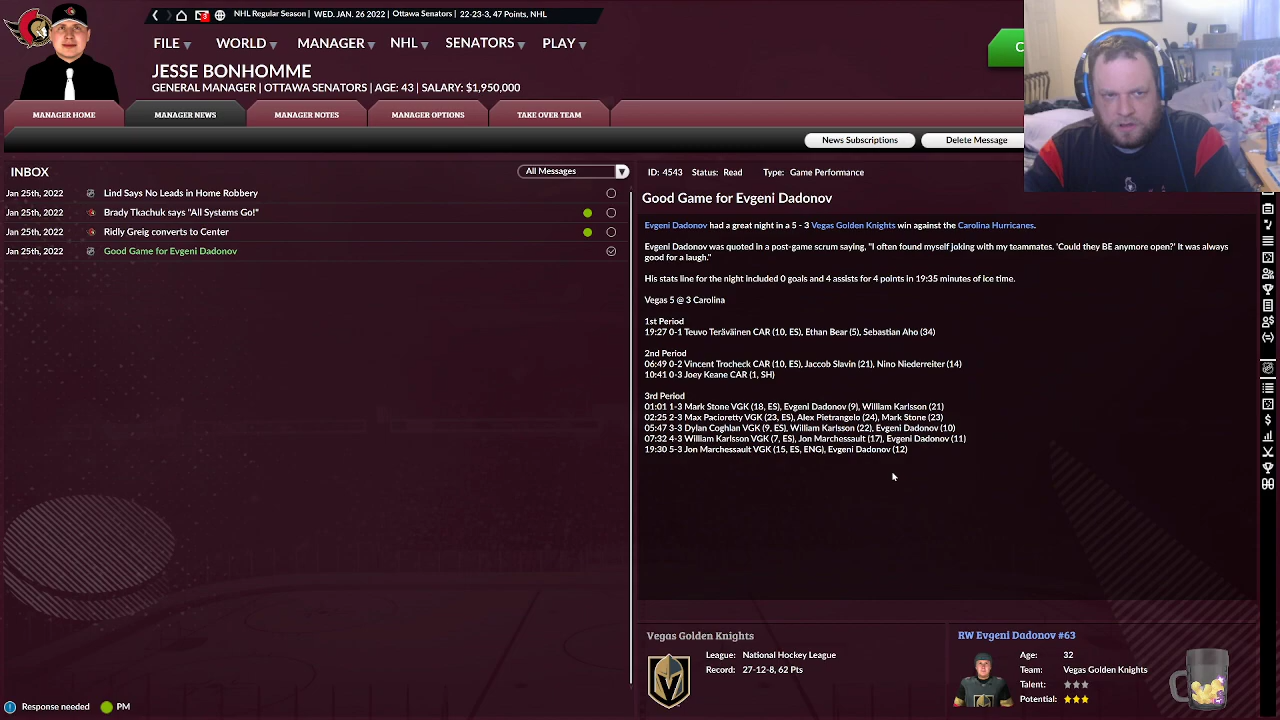 NHL Regular Season | WED. JAN. 26 2022 | Ottawa Senators | 22-23-3, 47 Points, NHL
3
FILE WORLD MANAGER NHL SENATORS PLAY
JESSE BONHOMME
GENERAL MANAGER | OTTAWA SENATORS | AGE: 43 | SALARY: $1,950,000
C
MANAGER HOME MANAGER NEWS MANAGER NOTES MANAGER OPTIONS TAKE OVER TEAM
News Subscriptions Delete Message
INBOX All Messages
Jan 25th, 2022 Lind Says No Leads in Home Robbery
Jan 25th, 2022 Brady Tkachuk says "All Systems Go!"
Jan 25th, 2022 Ridly Greig converts to Center
Jan 25th, 2022 Good Game for Evgeni Dadonov
ID: 4543 Status: Read Type: Game Performance
Good Game for Evgeni Dadonov
Evgeni Dadonov had a great night in a 5 - 3 Vegas Golden Knights win against the Carolina Hurricanes.
Evgeni Dadonov was quoted in a post-game scrum saying, "I often found myself joking with my teammates. 'Could they BE anymore open?' It was always
good for a laugh."
His stats line for the night included 0 goals and 4 assists for 4 points in 19:35 minutes of ice time.
Vegas 5 @ 3 Carolina
1st Period
19:27 0-1 Teuvo Teräväinen CAR (10, ES), Ethan Bear (5), Sebastian Aho (34)
2nd Period
06:49 0-2 Vincent Trocheck CAR (10, ES), Jaccob Slavin (21), Nino Niederreiter (14)
10:41 0-3 Joey Keane CAR (1, SH)
3rd Period
01:01 1-3 Mark Stone VGK (18, ES), Evgeni Dadonov (9), William Karlsson (21)
02:25 2-3 Max Pacioretty VGK (23, ES), Alex Pietrangelo (24), Mark Stone (23)
05:47 3-3 Dylan Coghlan VGK (9, ES), William Karlsson (22), Evgeni Dadonov (10)
07:32 4-3 William Karlsson VGK (7, ES), Jon Marchessault (17), Evgeni Dadonov (11)
19:30 5-3 Jon Marchessault VGK (15, ES, ENG), Evgeni Dadonov (12)
Vegas Golden Knights
League: National Hockey League
Record: 27-12-8, 62 Pts
RW Evgeni Dadonov #63
Age: 32
Team: Vegas Golden Knights
Talent:
Potential:
Response needed PM